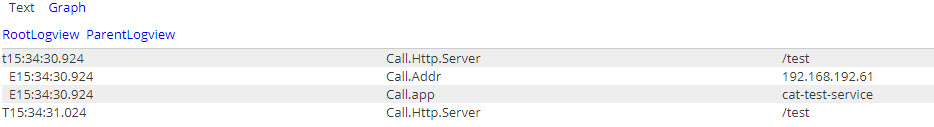 Text Graph
RootLogview ParentLogview
t15:34:30.924 Call.Http.Server /test
E15:34:30.924 Call.Addr 192.168.192.61
E15:34:30.924 Call.app cat-test-service
T15:34:31.024 Call.Http.Server /test